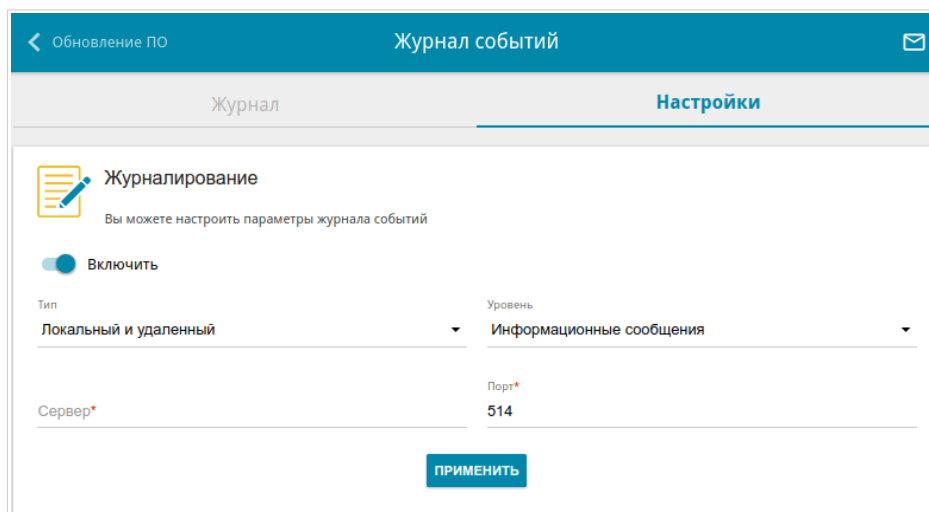 Обновление ПО
Журнал событий
Журнал
Настройки
Журналирование
Вы можете настроить параметры журнала событий
Включить
Тип
Уровень
Локальный и удаленный
Информационные сообщения
Порт*
Сервер*
514
ПРИМЕНИТЬ